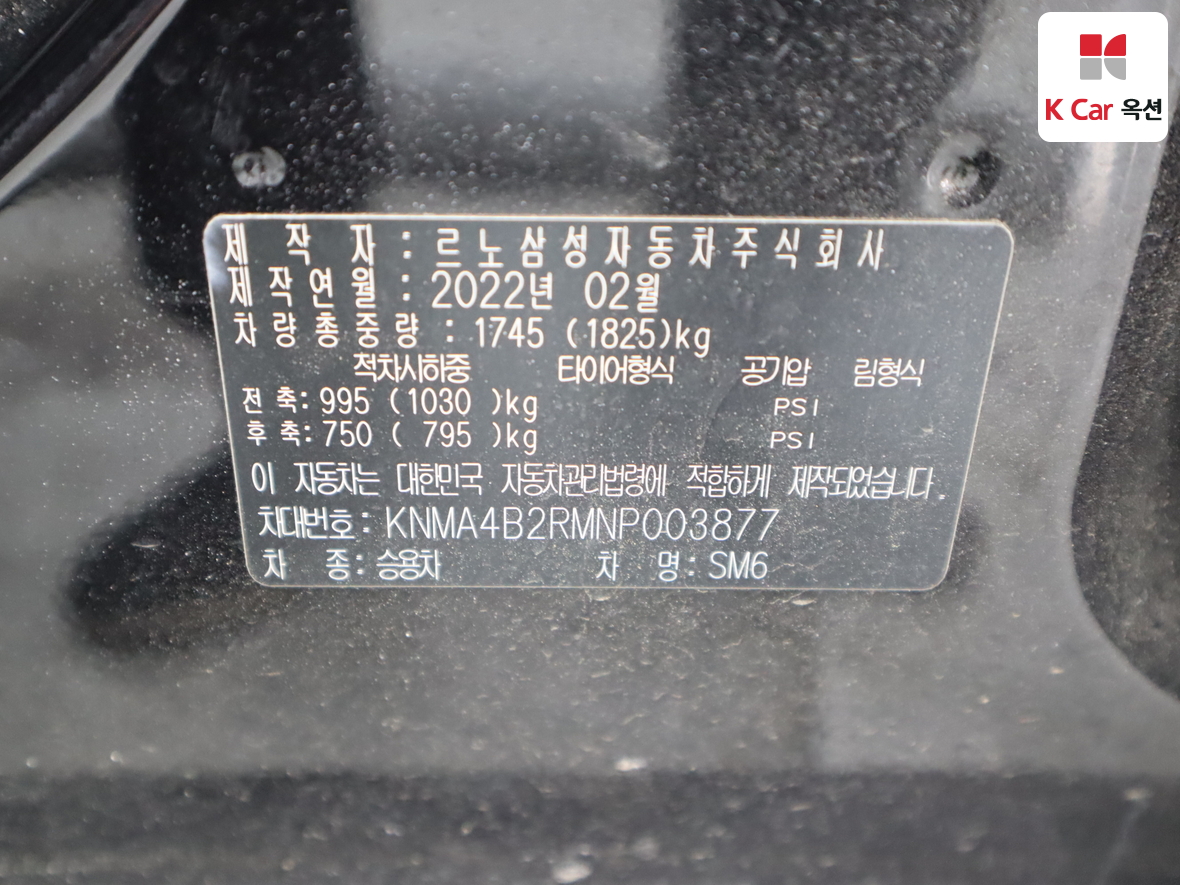 K Car 옥션
제 작 자 : 르노삼성자동차주식회사
제작연월 : 2022년 02월
차량총중량 : 1745 (1825)kg
적차시하중 타이어형식 공기압 림형식
전 축: 995 (1030 )kg PSI
후 축: 750 ( 795 )kg PSI
이 자동차는 대한민국 자동차관리법령에 적합하게 제작되었습니다.
차대번호: KNMA4B2RMNP003877
차 종: 승용차 차 명: SM6